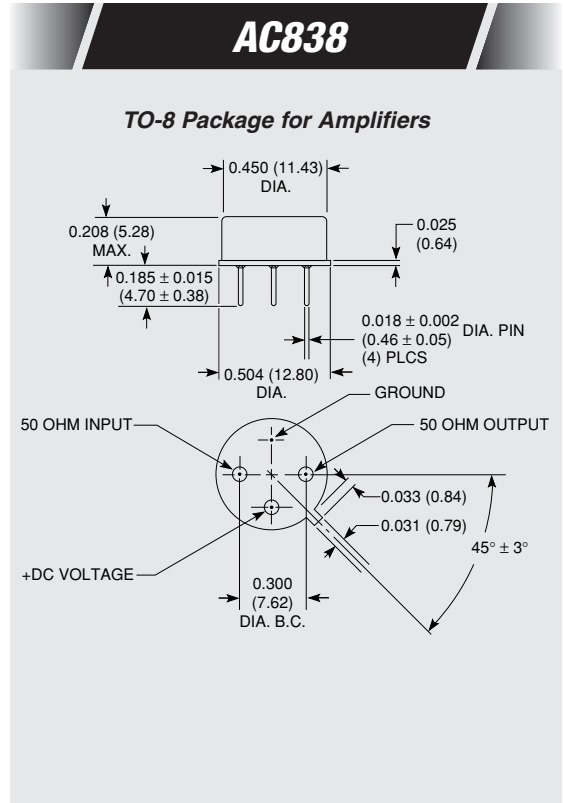 AC838
TO-8 Package for Amplifiers
0.450 (11.43)
DIA.
0.208 (5.28)
MAX.
0.025
(0.64)
0.185 ± 0.015
(4.70 ± 0.38)
0.018 ± 0.002
(0.46 ± 0.05)
(4) PLCS
DIA. PIN
0.504 (12.80)
DIA.
GROUND
50 OHM INPUT
50 OHM OUTPUT
0.033 (0.84)
0.031 (0.79)
45° ± 3°
+DC VOLTAGE
0.300
(7.62)
DIA. B.C.